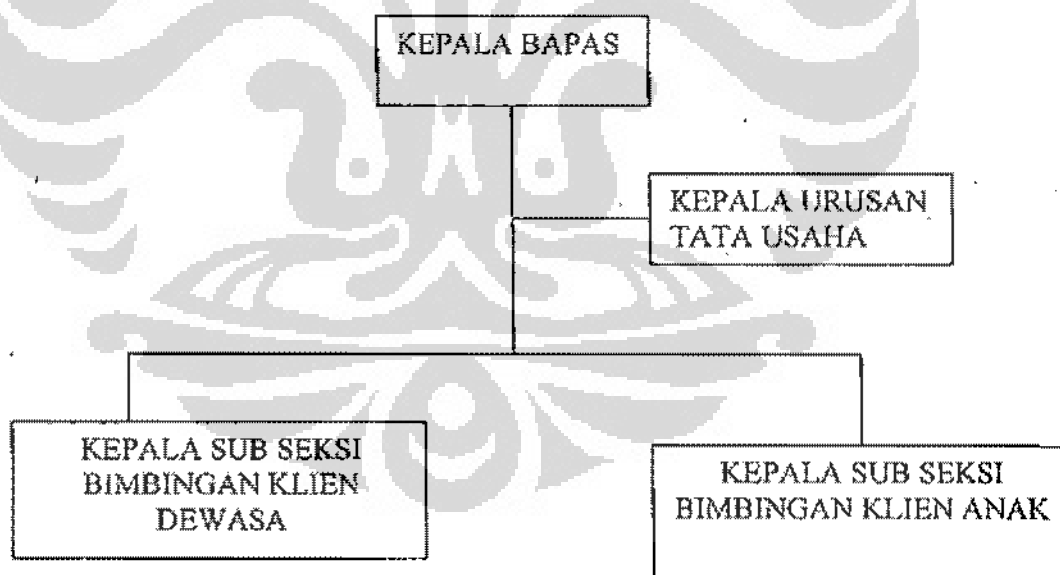 KEPALA BAPAS
KEPALA URUSAN
TATA USAHA
KEPALA SUB SEKSI
BIMBINGAN KLIEN
DEWASA
KEPALA SUB SEKSI
BIMBINGAN KLIEN ANAK